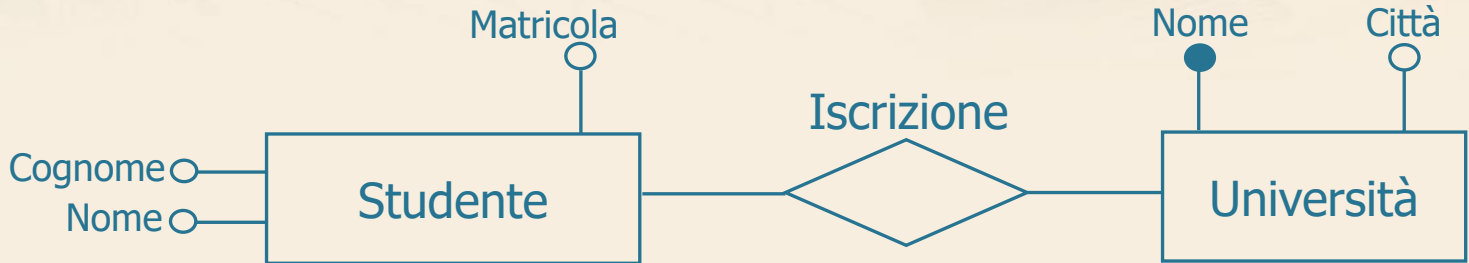 Matricola
Nome
Città
Iscrizione
Cognome
Nome
Studente
Università